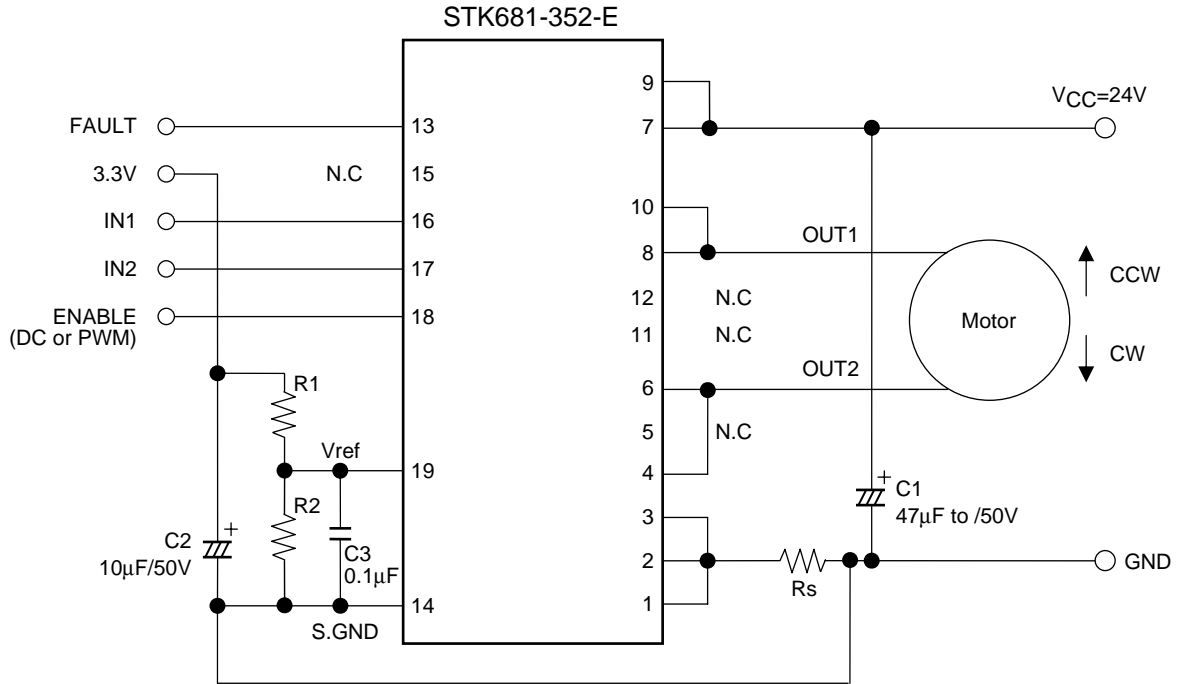 STK681-352-E
9
VCC=24V
FAULT
13
7
3.3V
N.C
15
10
IN1
16
OUT1
8
IN2
17
CCW
12
N.C
ENABLE
(DC or PWM)
18
Motor
11
N.C
CW
OUT2
R1
6
5
N.C
Vref
19
4
+
C1
47µF to /50V
R2
3
+
C2
10µF/50V
C3
0.1µF
2
GND
Rs
14
1
S.GND